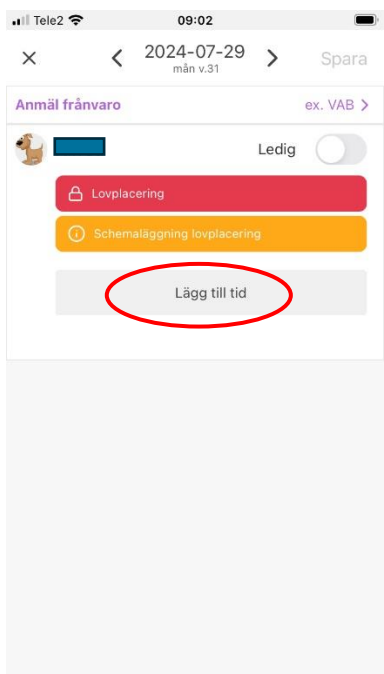 Tele2 09:02
2024-07-29
mån v.31
Spara
Anmäl frånvaro ex. VAB
Ledig
Lovplacering
Schemaläggning lovplacering
Lägg till tid